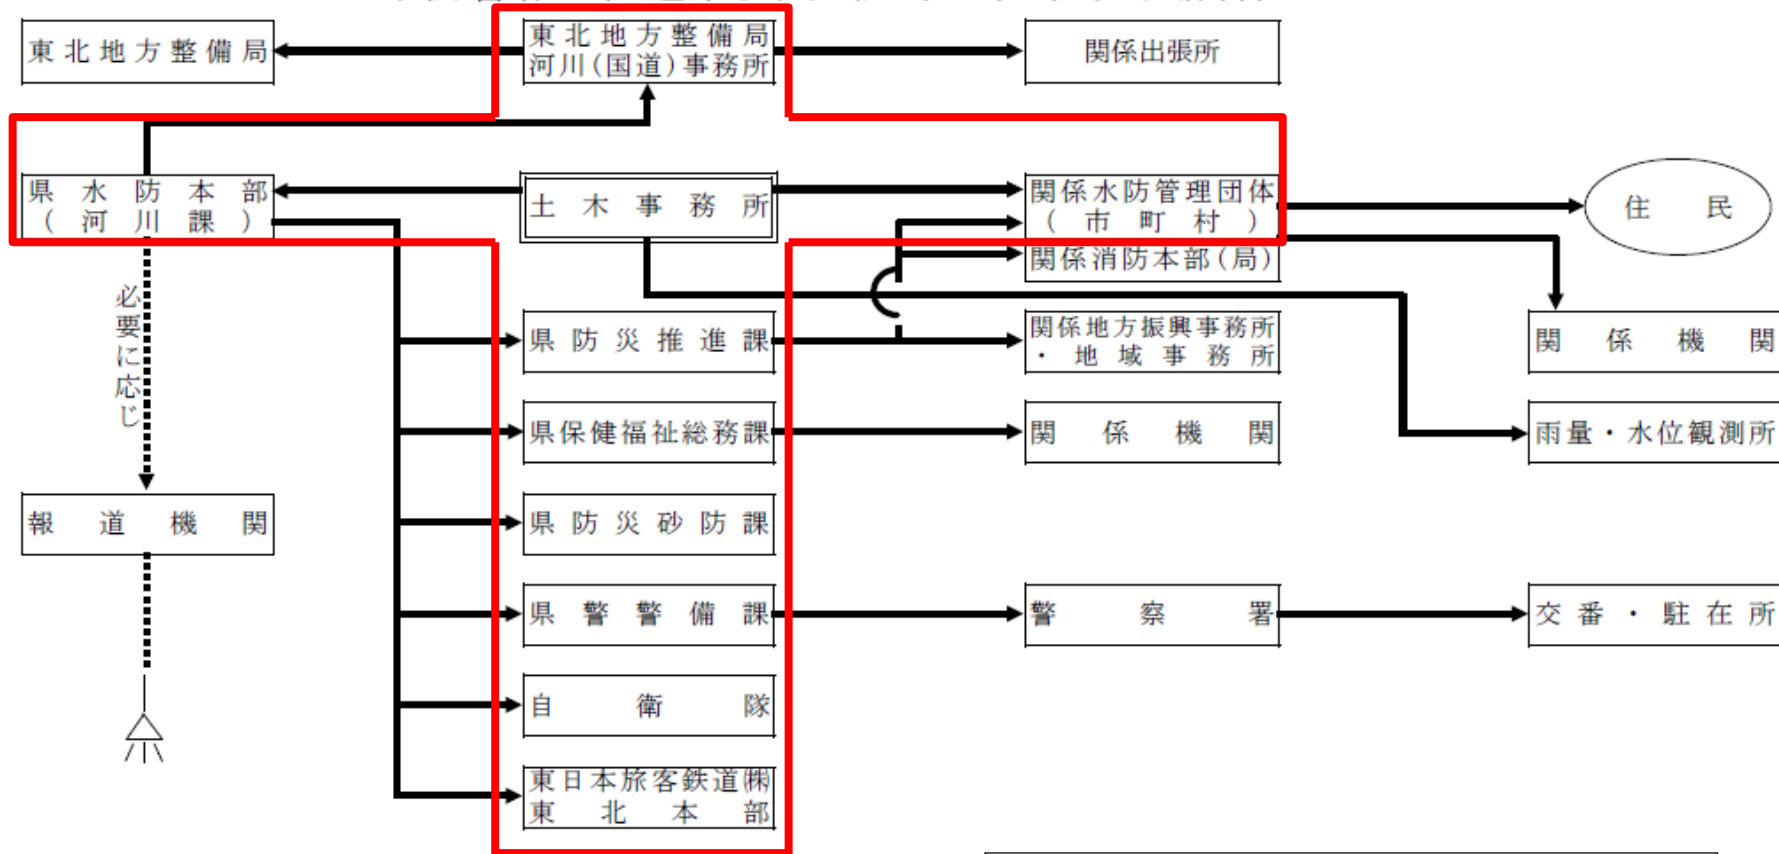 東北地方整備局
東北地方整備局
河川(国道)事務所
関係出張所
県水防本部
(河川課)
土木事務所
関係水防管理団体
(市町村)
住民
関係消防本部(局)
必要に応じ
県防災推進課
関係地方振興事務所
・地域事務所
関係機関
県保健福祉総務課
関係機関
雨量・水位観測所
報道機関
県防災砂防課
県警警備課
警察署
交番・駐在所
自衛隊
東日本旅客鉄道㈱
東北本部